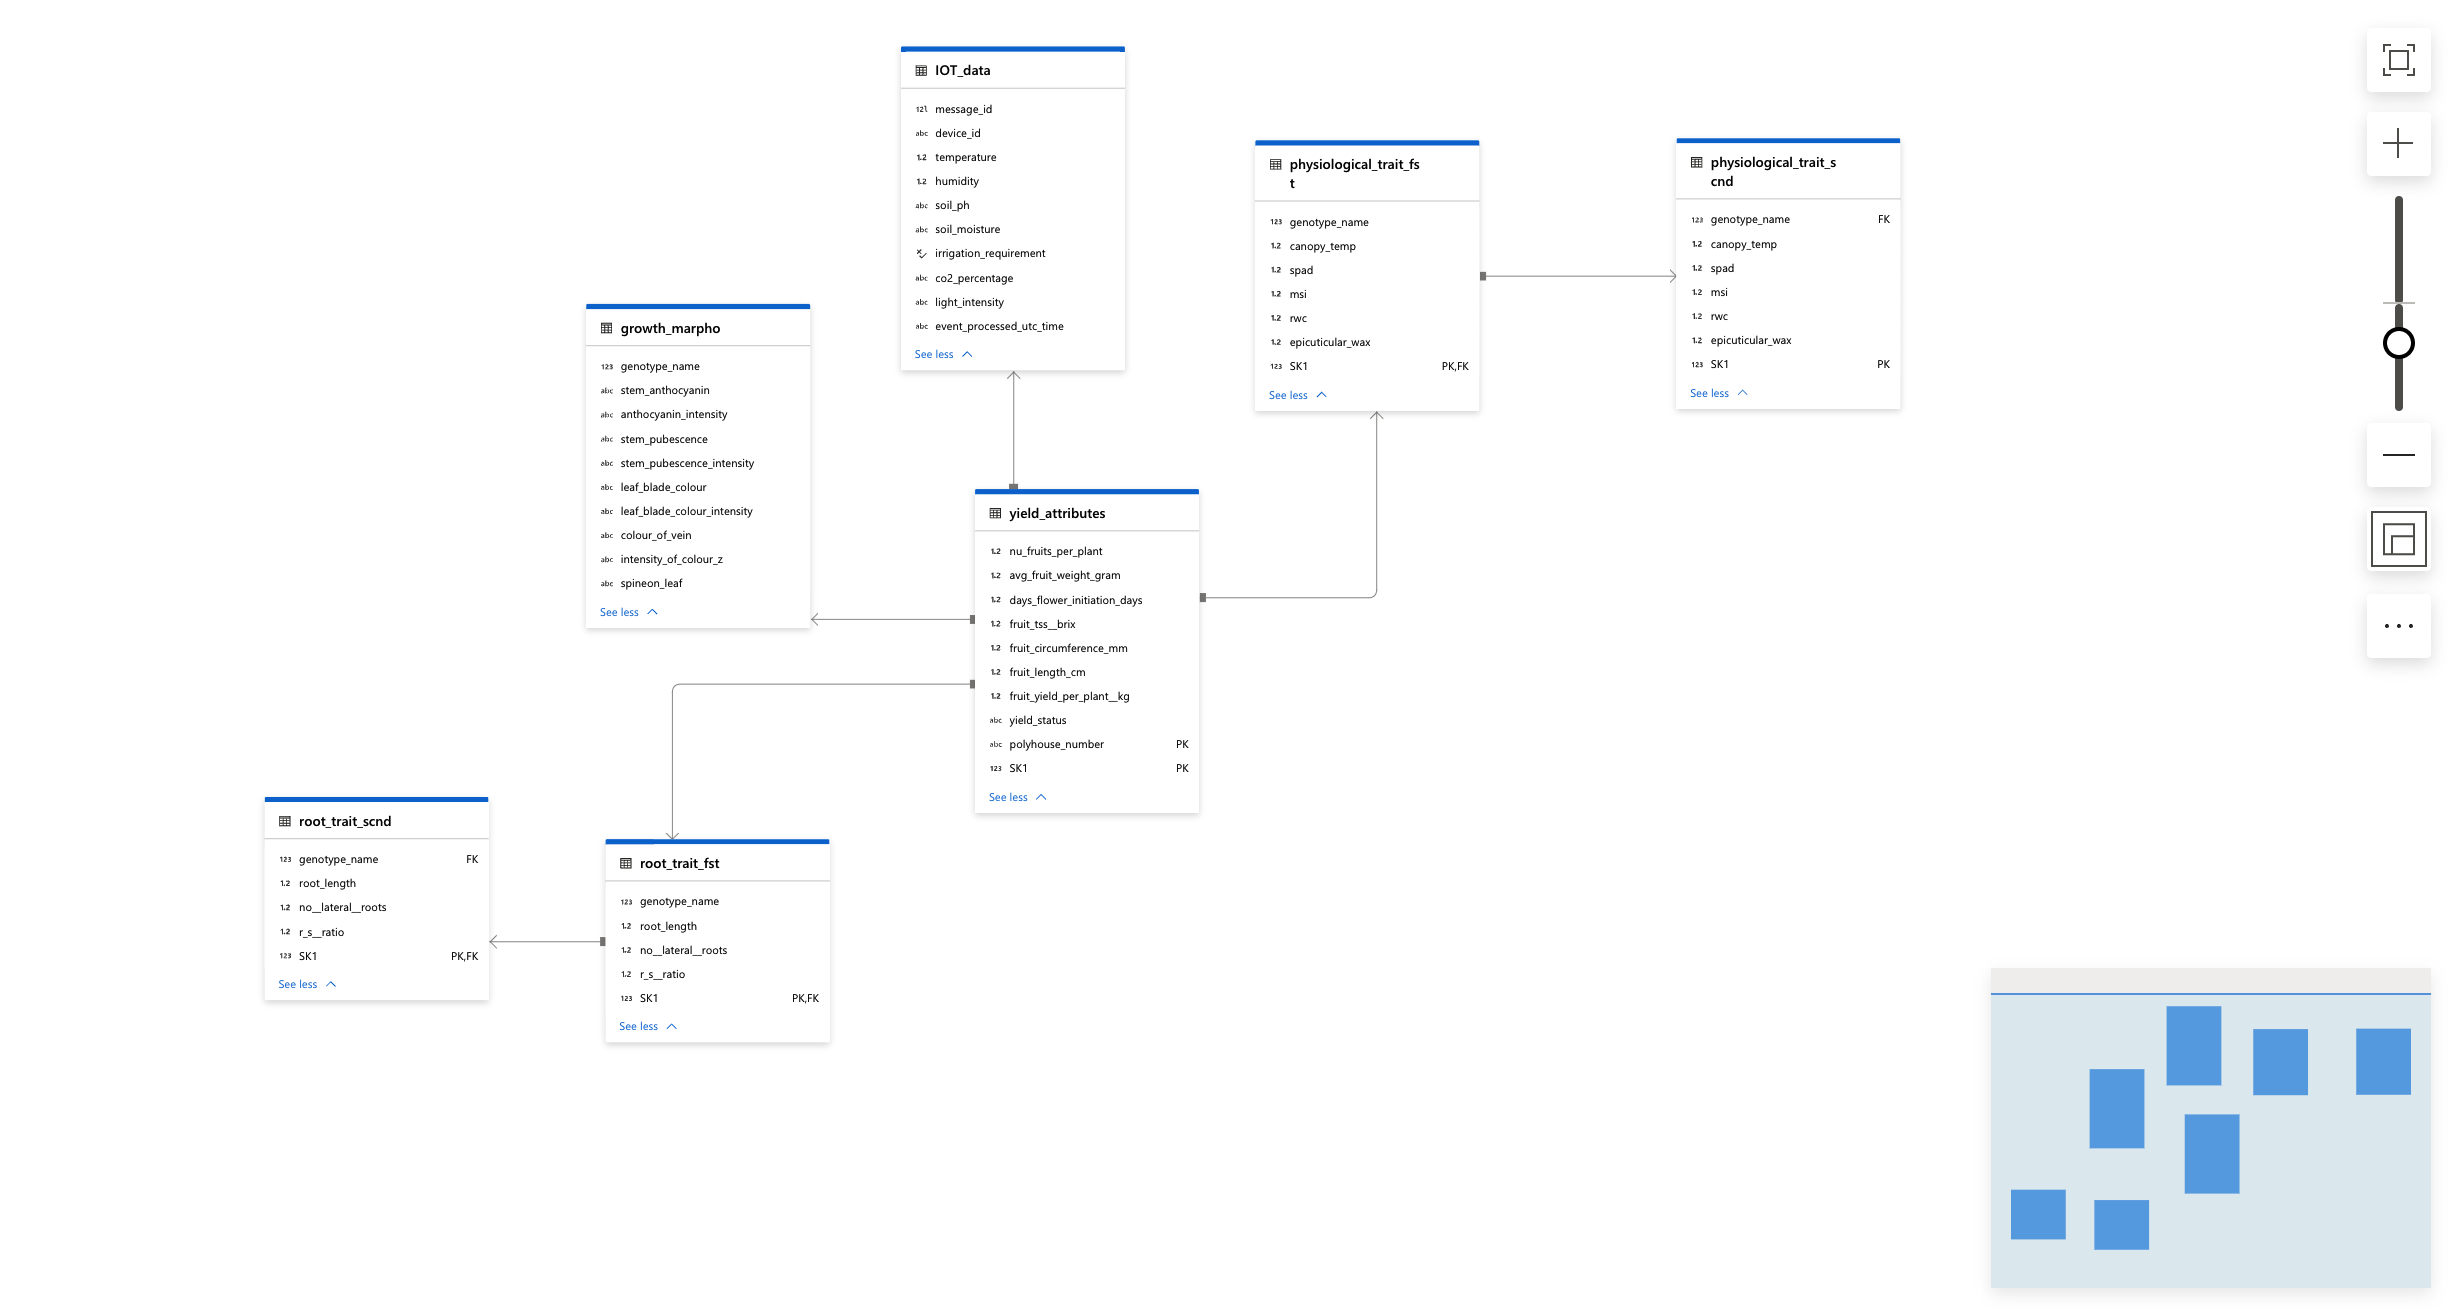 IOT_data
12l message_id
abc device_id
1.2 temperature
1.2 humidity
abc soil_ph
abc soil_moisture
irrigation_requirement
abc co2_percentage
abc light_intensity
abc event_processed_utc_time
See less
physiological_trait_fs
t
123 genotype_name
1.2 canopy_temp
1.2 spad
1.2 msi
1.2 rwc
1.2 epicuticular_wax
123 SK1 PK,FK
See less
physiological_trait_s
cnd
123 genotype_name FK
1.2 canopy_temp
1.2 spad
1.2 msi
1.2 rwc
1.2 epicuticular_wax
123 SK1 PK
See less
growth_marpho
123 genotype_name
abc stem_anthocyanin
abc anthocyanin_intensity
abc stem_pubescence
abc stem_pubescence_intensity
abc leaf_blade_colour
abc leaf_blade_colour_intensity
abc colour_of_vein
abc intensity_of_colour_z
abc spineon_leaf
See less
yield_attributes
1.2 nu_fruits_per_plant
1.2 avg_fruit_weight_gram
1.2 days_flower_initiation_days
1.2 fruit_tss__brix
1.2 fruit_circumference_mm
1.2 fruit_length_cm
1.2 fruit_yield_per_plant__kg
abc yield_status
abc polyhouse_number PK
123 SK1 PK
See less
root_trait_scnd
123 genotype_name FK
1.2 root_length
1.2 no__lateral__roots
1.2 r_s__ratio
123 SK1 PK,FK
See less
root_trait_fst
123 genotype_name
1.2 root_length
1.2 no__lateral__roots
1.2 r_s__ratio
123 SK1 PK,FK
See less